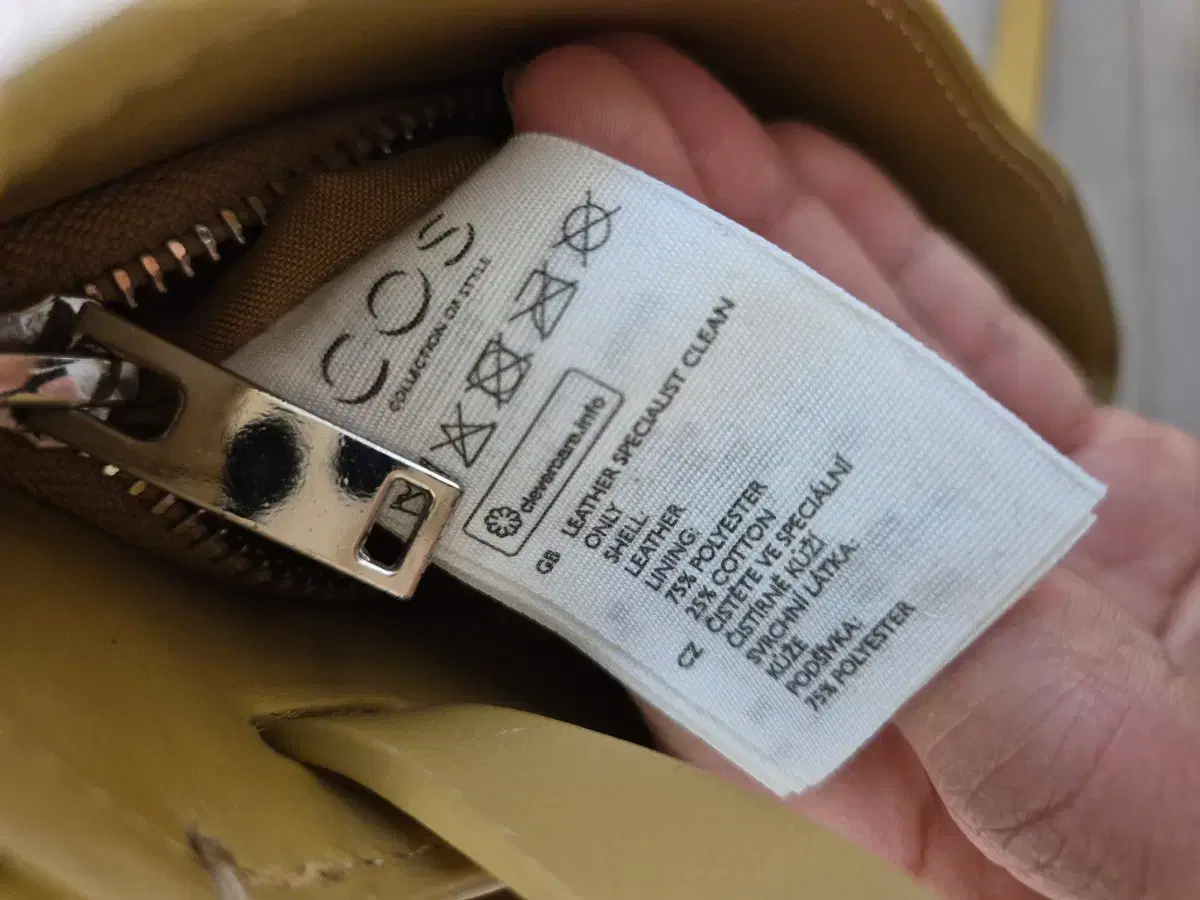 COS
COLLECTION OF STYLE
clevercare.info
GB
LEATHER SPECIALIST CLEAN
ONLY
SHELL:
LEATHER
LINING:
75% POLYESTER
25% COTTON
CZ
ČISTĚTE VE SPECIÁLNÍ
ČISTÍRNĚ KŮŽÍ
SVRCHNÍ LÁTKA:
KŮŽE
PODŠÍVKA:
75% POLYESTER